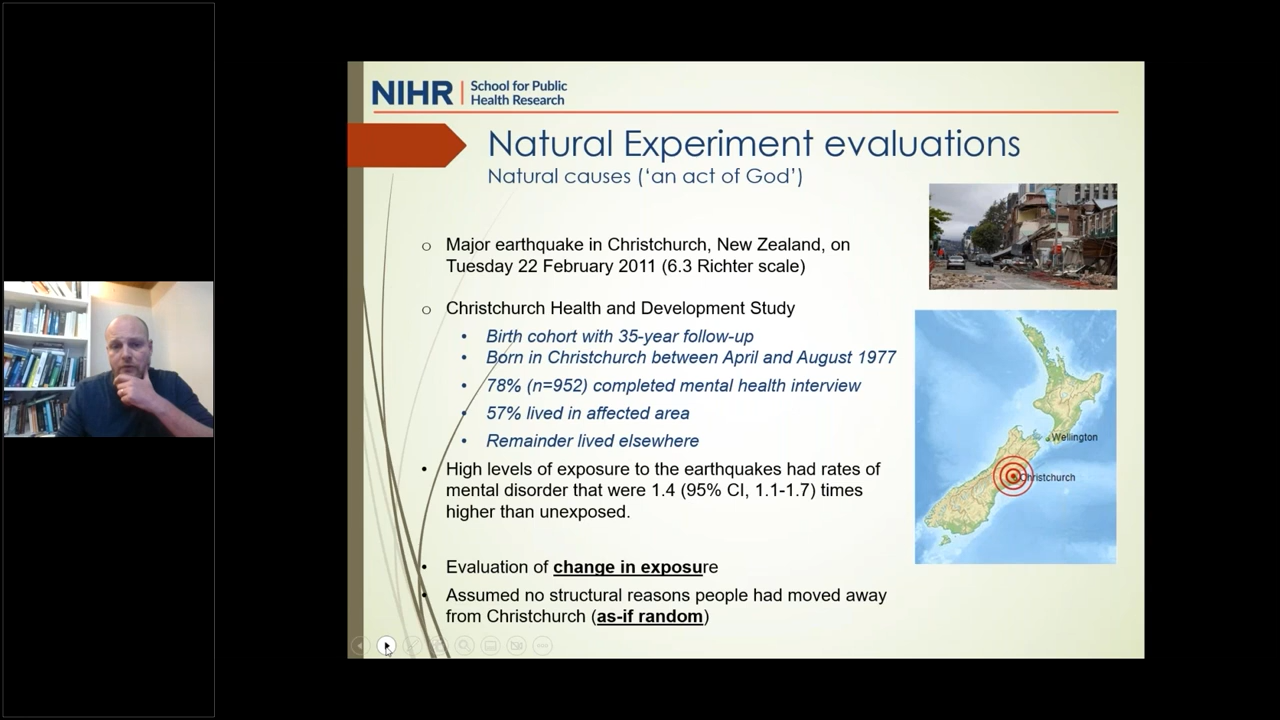 NIHR | School for Public
Health Research
Natural Experiment evaluations
Natural causes (‘an act of God’)
o Major earthquake in Christchurch, New Zealand, on
Tuesday 22 February 2011 (6.3 Richter scale)
o Christchurch Health and Development Study
• Birth cohort with 35-year follow-up
• Born in Christchurch between April and August 1977
• 78% (n=952) completed mental health interview
• 57% lived in affected area
• Remainder lived elsewhere
• High levels of exposure to the earthquakes had rates of
mental disorder that were 1.4 (95% CI, 1.1-1.7) times
higher than unexposed.
• Evaluation of change in exposure
• Assumed no structural reasons people had moved away
from Christchurch (as-if random)
Wellington
Christchurch